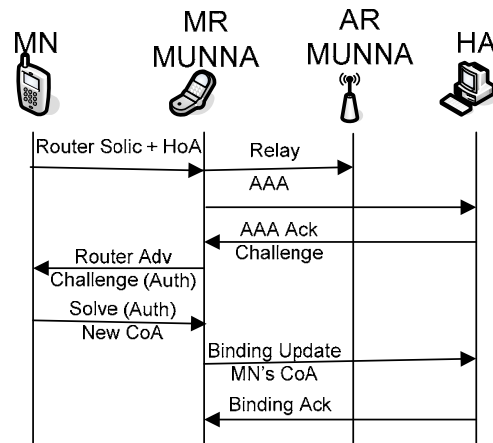 MN
MR
MUNNA
AR
MUNNA
HA
Router Solic + HoA
Relay
AAA
AAA Ack
Challenge
Router Adv
Challenge (Auth)
Solve (Auth)
New CoA
Binding Update
MN's CoA
Binding Ack